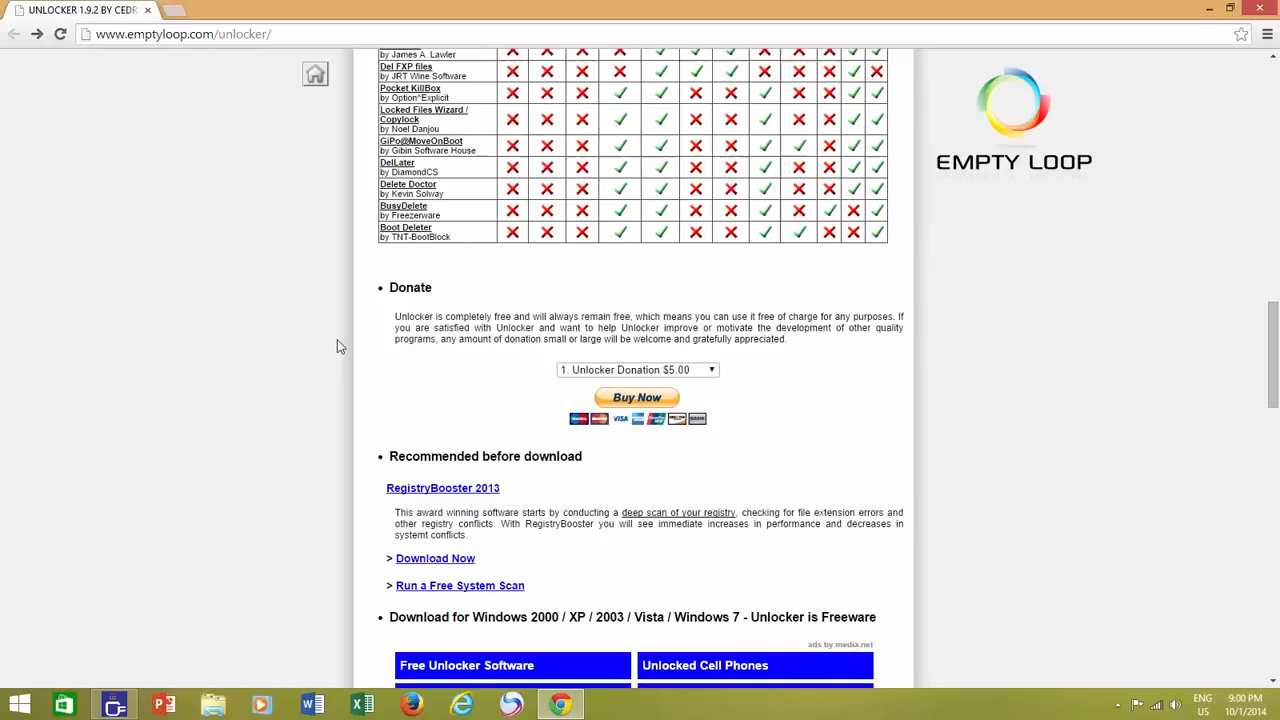 UNLOCKER 1.9.2 BY CEDR
www.emptyloop.com/unlocker/
by James A. Lawler
Del FXP files
by JRT Wine Software
Pocket KillBox
by Option^Explicit
Locked Files Wizard /
Copylock
by Noel Danjou
GiPo@MoveOnBoot
by Gibin Software House
DelLater
by DiamondCS
Delete Doctor
by Kevin Solway
BusyDelete
by Freezerware
Boot Deleter
by TNT-BootBlock
EMPTY LOOP
• Donate
Unlocker is completely free and will always remain free, which means you can use it free of charge for any purposes. If
you are satisfied with Unlocker and want to help Unlocker improve or motivate the development of other quality
programs, any amount of donation small or large will be welcome and gratefully appreciated.
1. Unlocker Donation $5.00
Buy Now
VISA
• Recommended before download
RegistryBooster 2013
This award winning software starts by conducting a deep scan of your registry, checking for file extension errors and
other registry conflicts. With RegistryBooster you will see immediate increases in performance and decreases in
systemt conflicts.
> Download Now
> Run a Free System Scan
• Download for Windows 2000 / XP / 2003 / Vista / Windows 7 - Unlocker is Freeware
ads by media.net
Free Unlocker Software
Unlocked Cell Phones
ENG
US
9:00 PM
10/1/2014